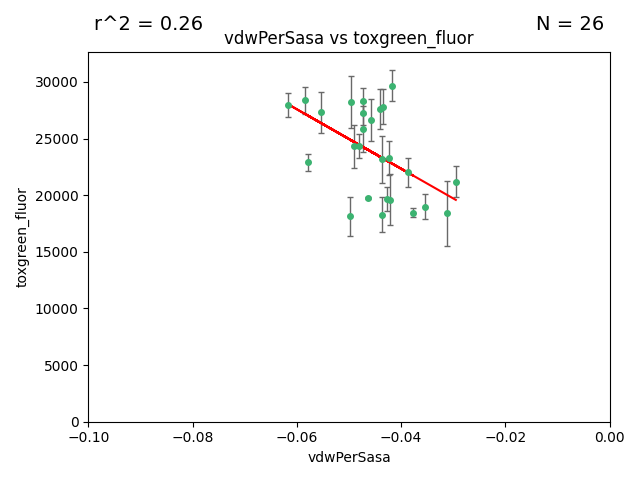 r^2 = 0.26
N = 26
vdwPerSasa vs toxgreen_fluor
30000
25000
20000
15000
10000
5000
0
toxgreen_fluor
−0.10
−0.08
−0.06
−0.04
−0.02
0.00
vdwPerSasa